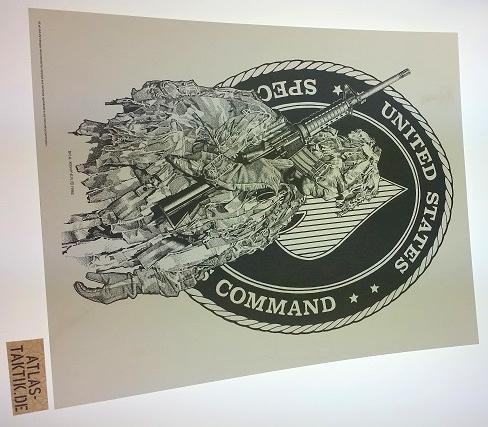 UNITED STATES
SPEC
COMMAND
ATLAS-
TAKTIK.DE